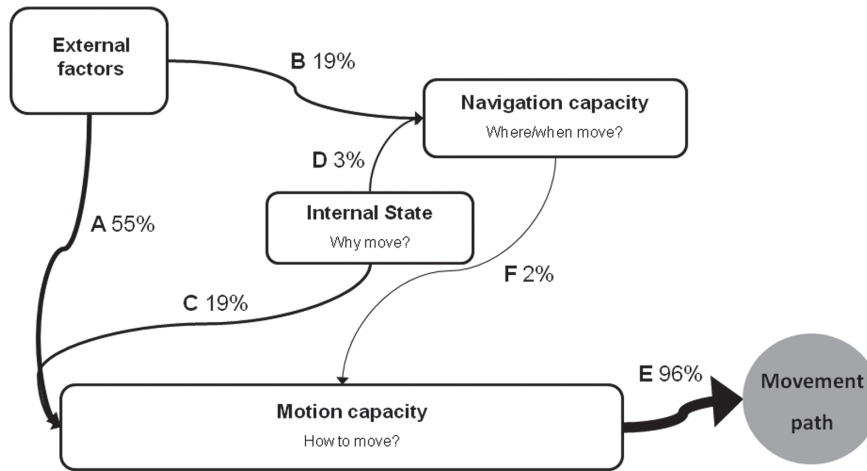 External
factors
B 19%
Navigation capacity
Where/when move?
D 3%
Internal State
Why move?
A 55%
F 2%
C 19%
E 96%
Motion capacity
How to move?
Movement
path